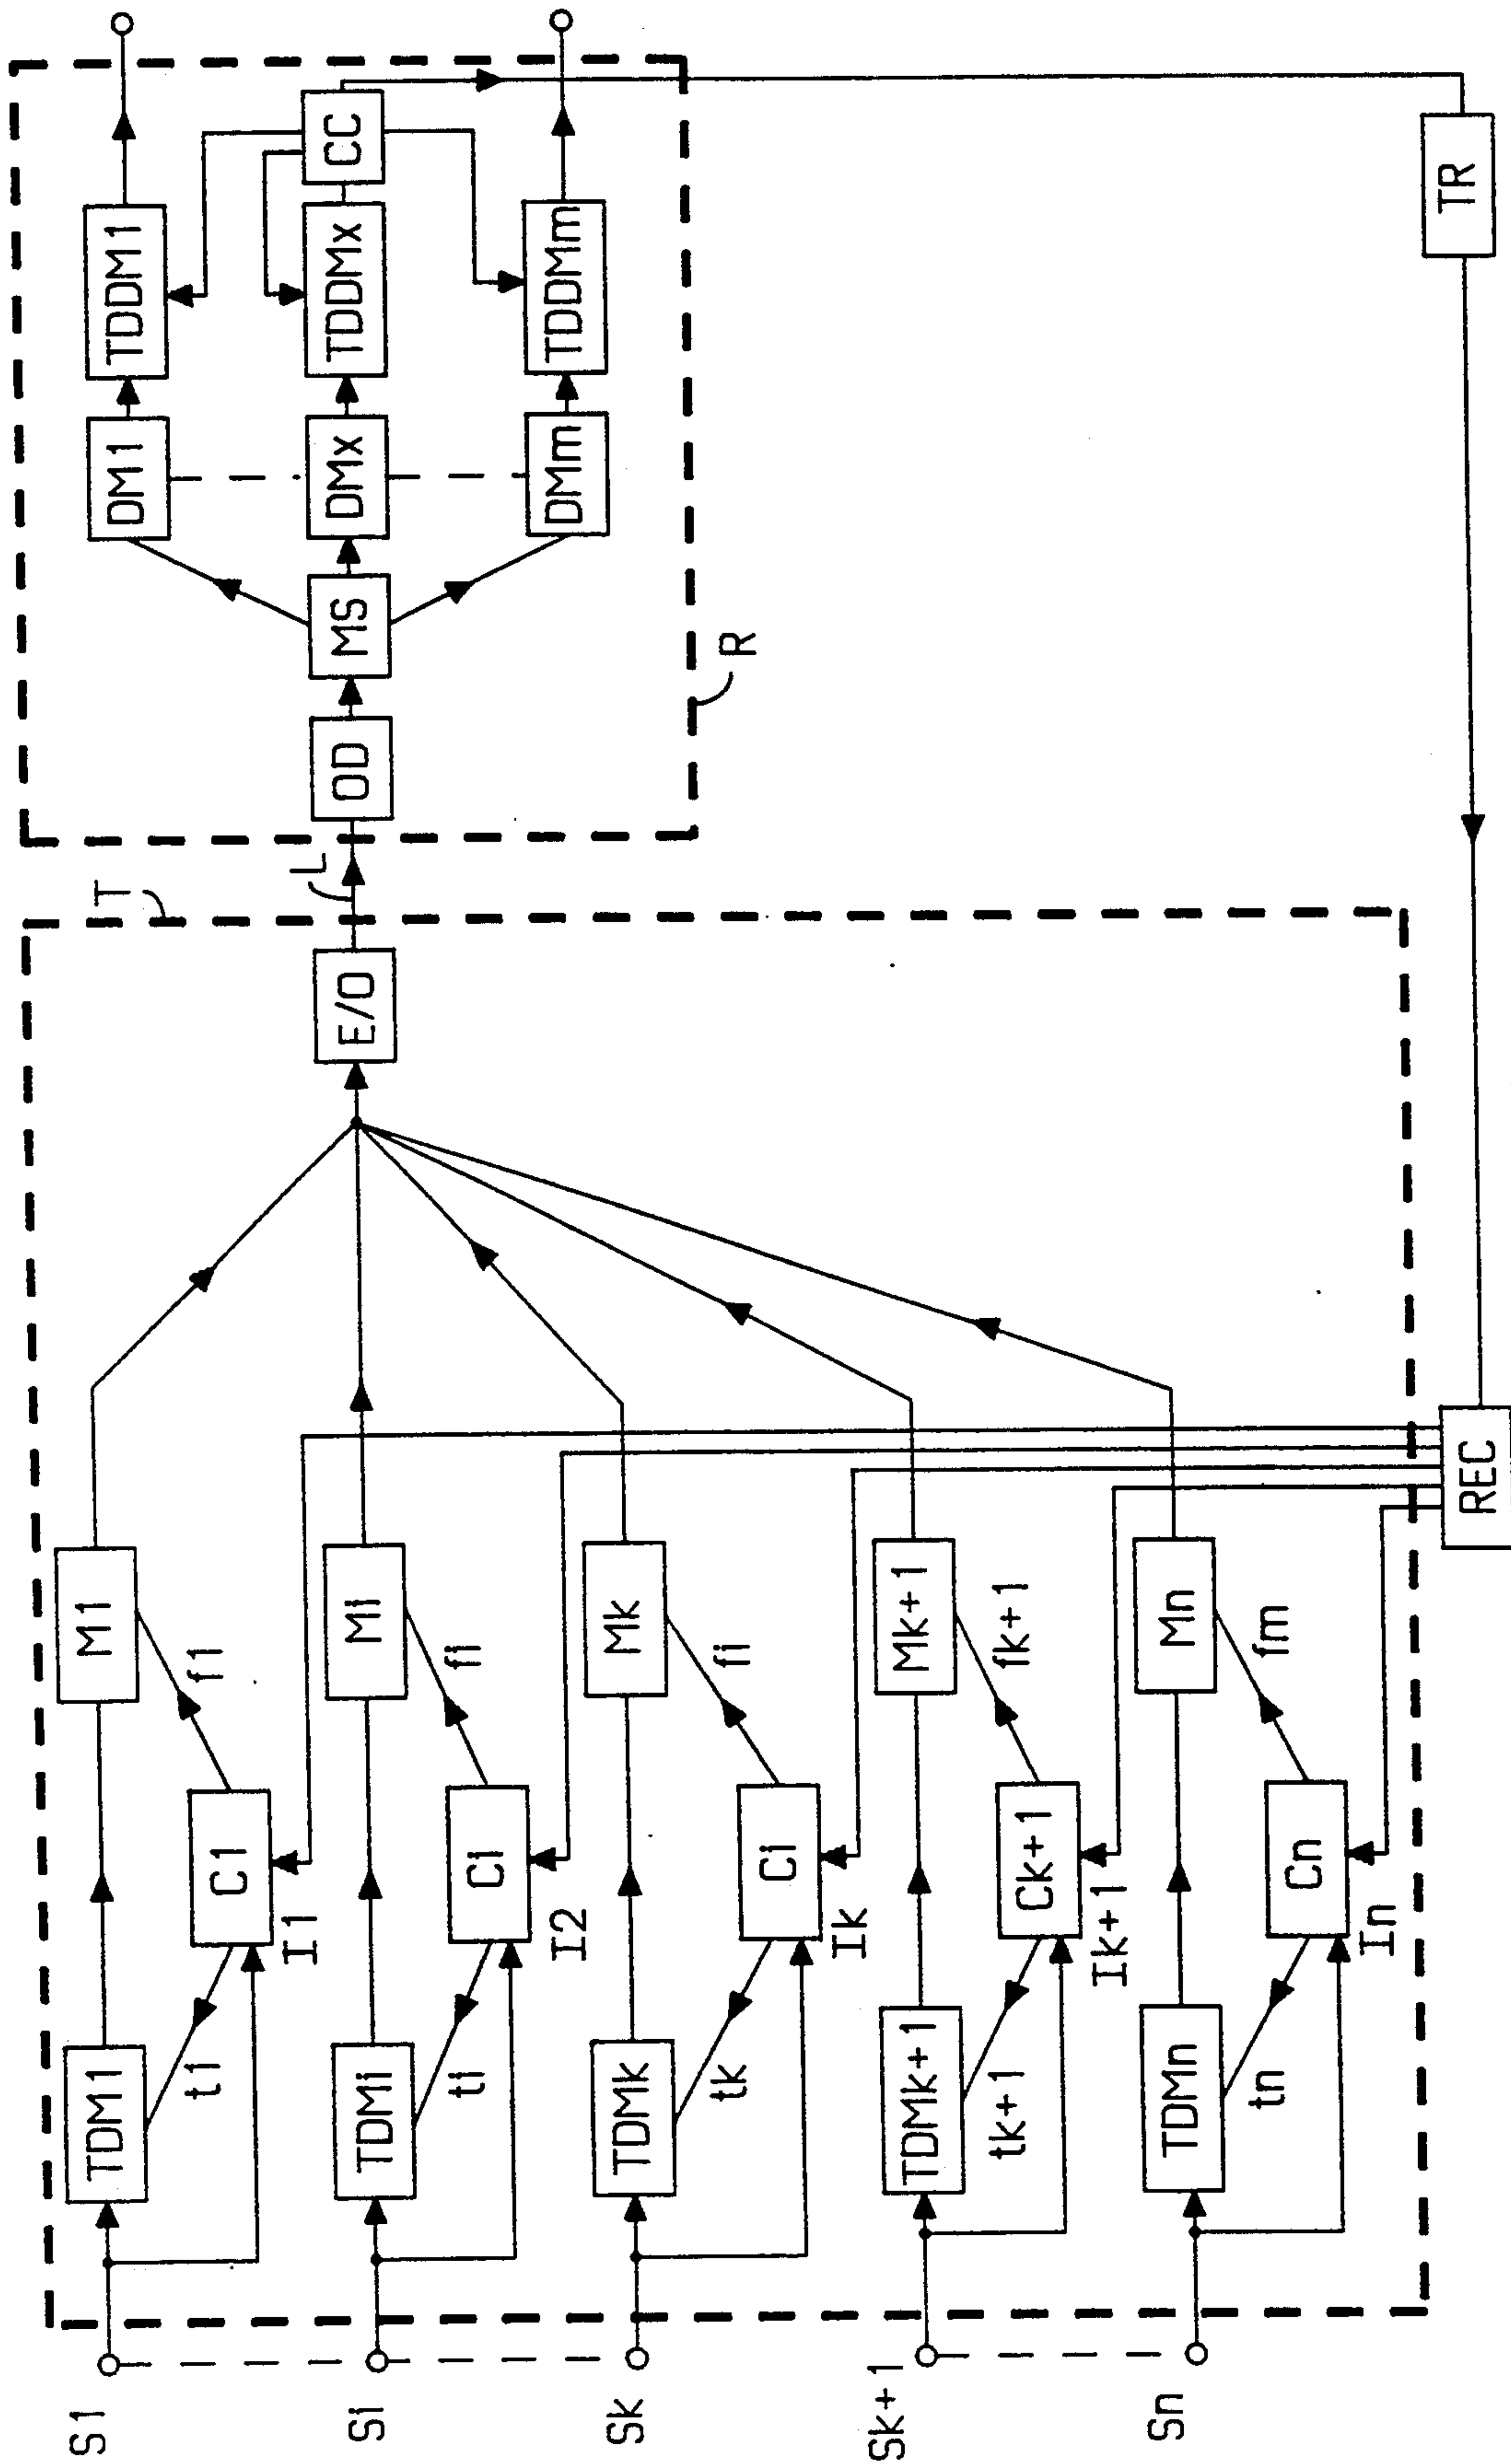 S1
TDM1
t1
C1
I1
f1
M1
Si
TDMi
ti
Ci
I2
fi
Mi
Sk
TDMk
tk
Ci
Ik
fi
Mk
Sk+1
TDMk+1
tk+1
Ck+1
Ik+1
fk+1
Mk+1
Sn
TDMn
tn
Cn
In
fm
Mn
REC
E/O
T
L
OD
MS
R
DM1
DMx
DMm
TDDM1
TDDMx
TDDMm
CC
TR